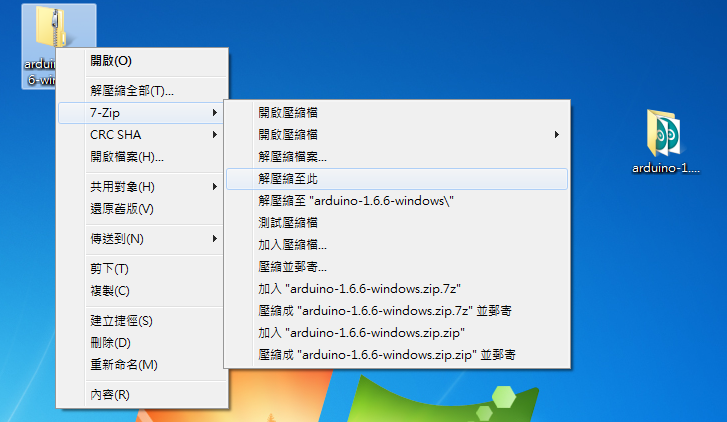 ardui
6-win
開啟(O)
解壓縮全部(T)...
7-Zip
CRC SHA
開啟檔案(H)...
共用對象(H)
還原舊版(V)
傳送到(N)
剪下(T)
複製(C)
建立捷徑(S)
刪除(D)
重新命名(M)
內容(R)
開啟壓縮檔
開啟壓縮檔
解壓縮檔案...
解壓縮至此
解壓縮至 "arduino-1.6.6-windows\"
測試壓縮檔
加入壓縮檔...
壓縮並郵寄...
加入 "arduino-1.6.6-windows.zip.7z"
壓縮成 "arduino-1.6.6-windows.zip.7z" 並郵寄
加入 "arduino-1.6.6-windows.zip.zip"
壓縮成 "arduino-1.6.6-windows.zip.zip" 並郵寄
arduino-1....